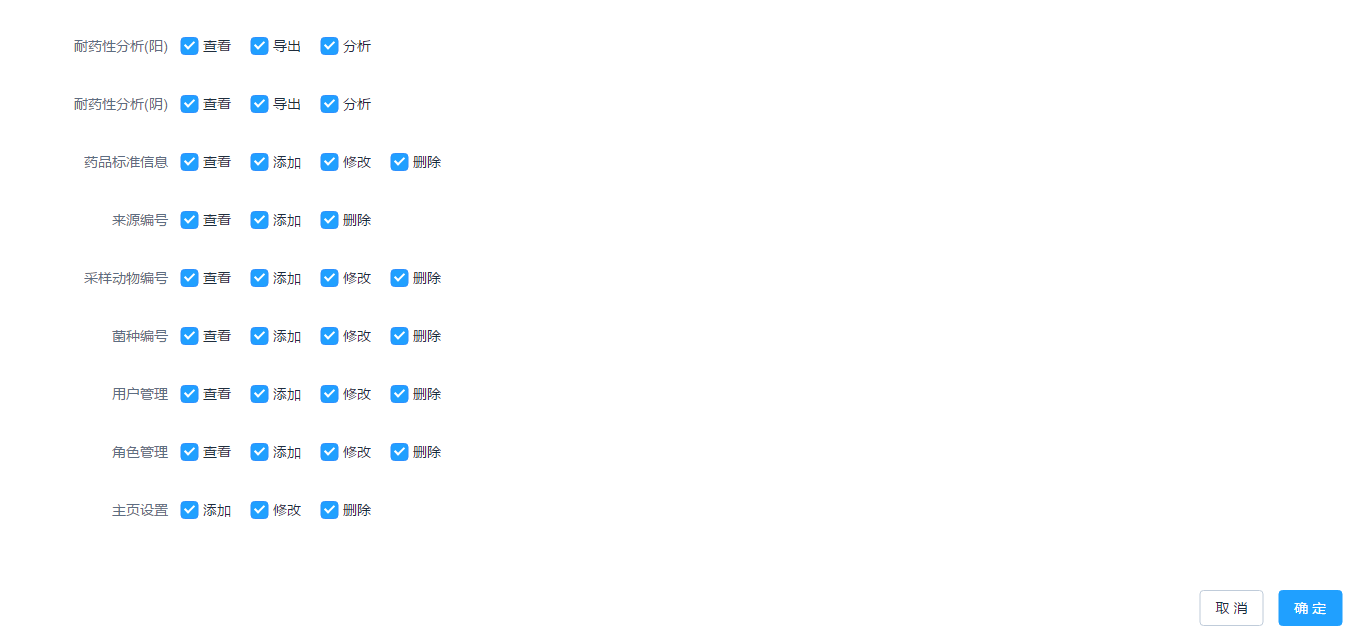 耐药性分析(阳) 查看 导出 分析
耐药性分析(阴) 查看 导出 分析
药品标准信息 查看 添加 修改 删除
来源编号 查看 添加 删除
采样动物编号 查看 添加 修改 删除
菌种编号 查看 添加 修改 删除
用户管理 查看 添加 修改 删除
角色管理 查看 添加 修改 删除
主页设置 添加 修改 删除
取消 确定